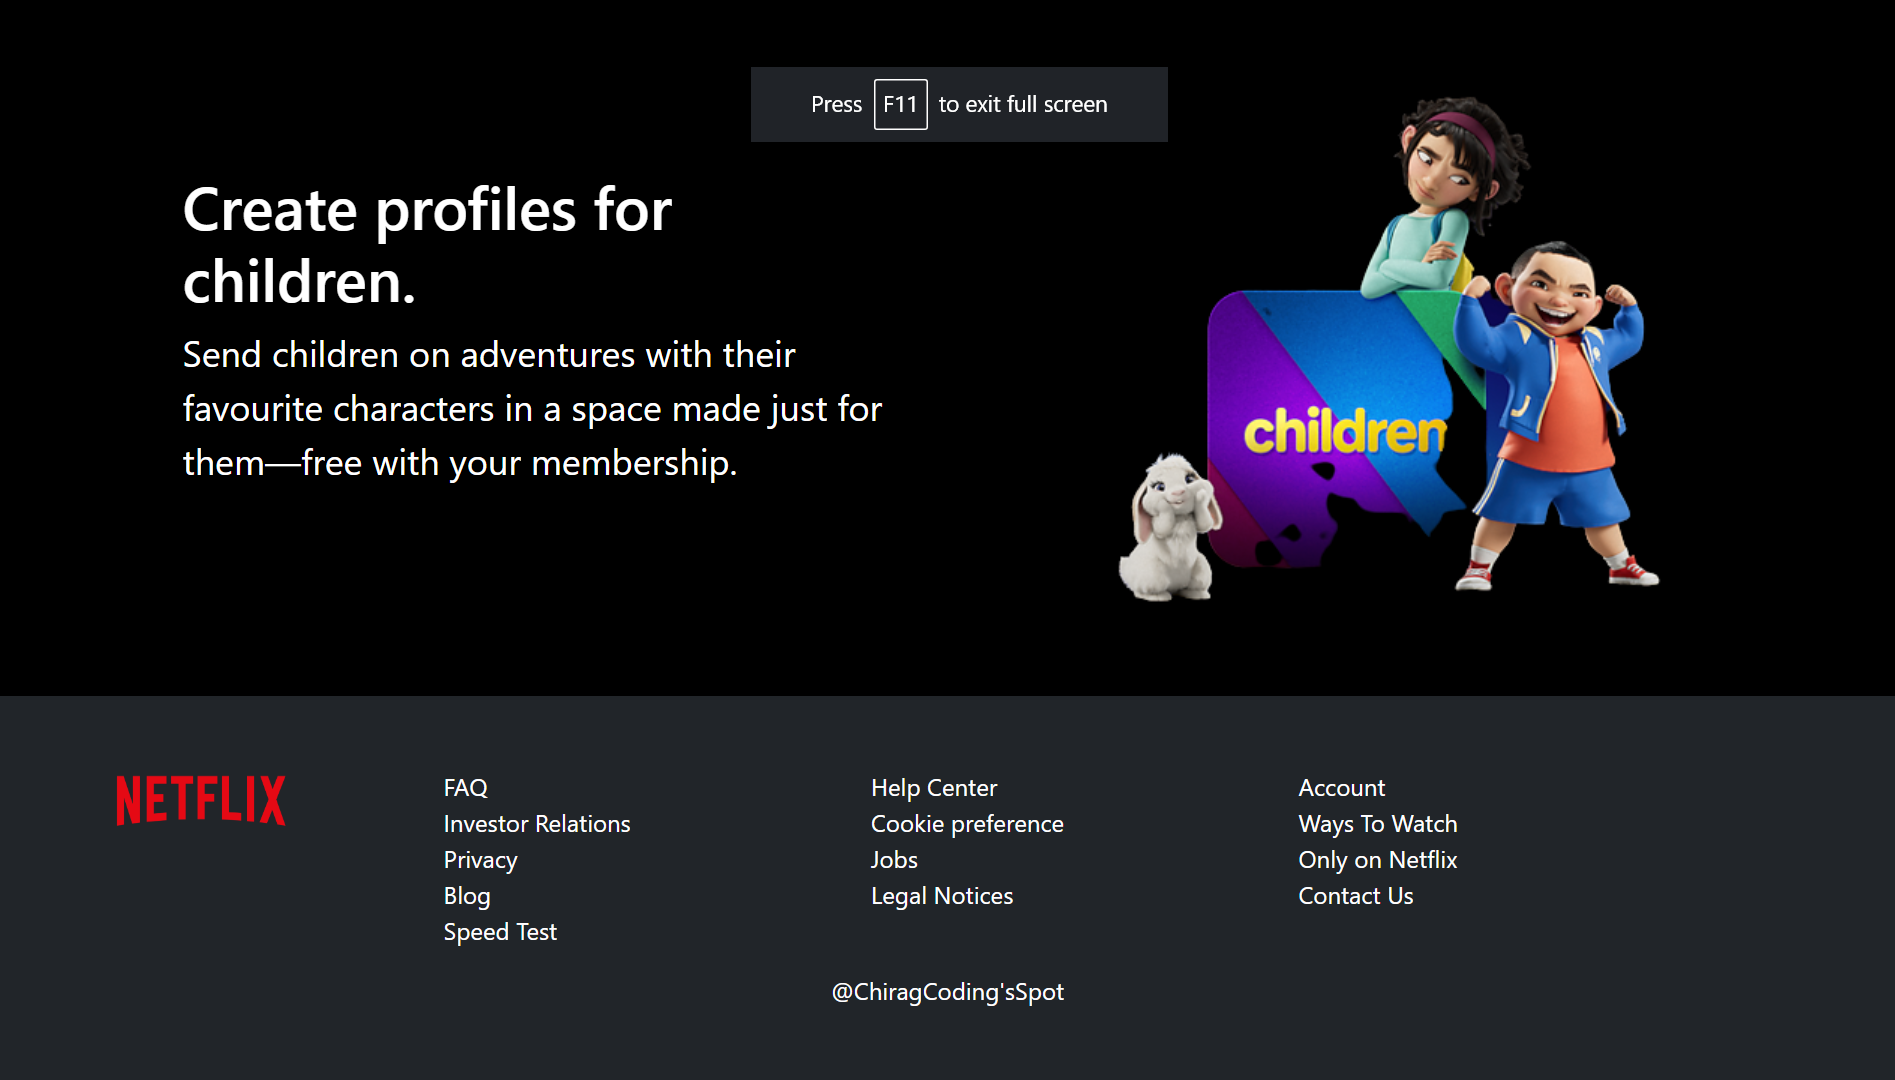 Press F11 to exit full screen
Create profiles for
children.
Send children on adventures with their
favourite characters in a space made just for
them—free with your membership.
children
NETFLIX
FAQ
Investor Relations
Privacy
Blog
Speed Test
Help Center
Cookie preference
Jobs
Legal Notices
Account
Ways To Watch
Only on Netflix
Contact Us
@ChiragCoding'sSpot